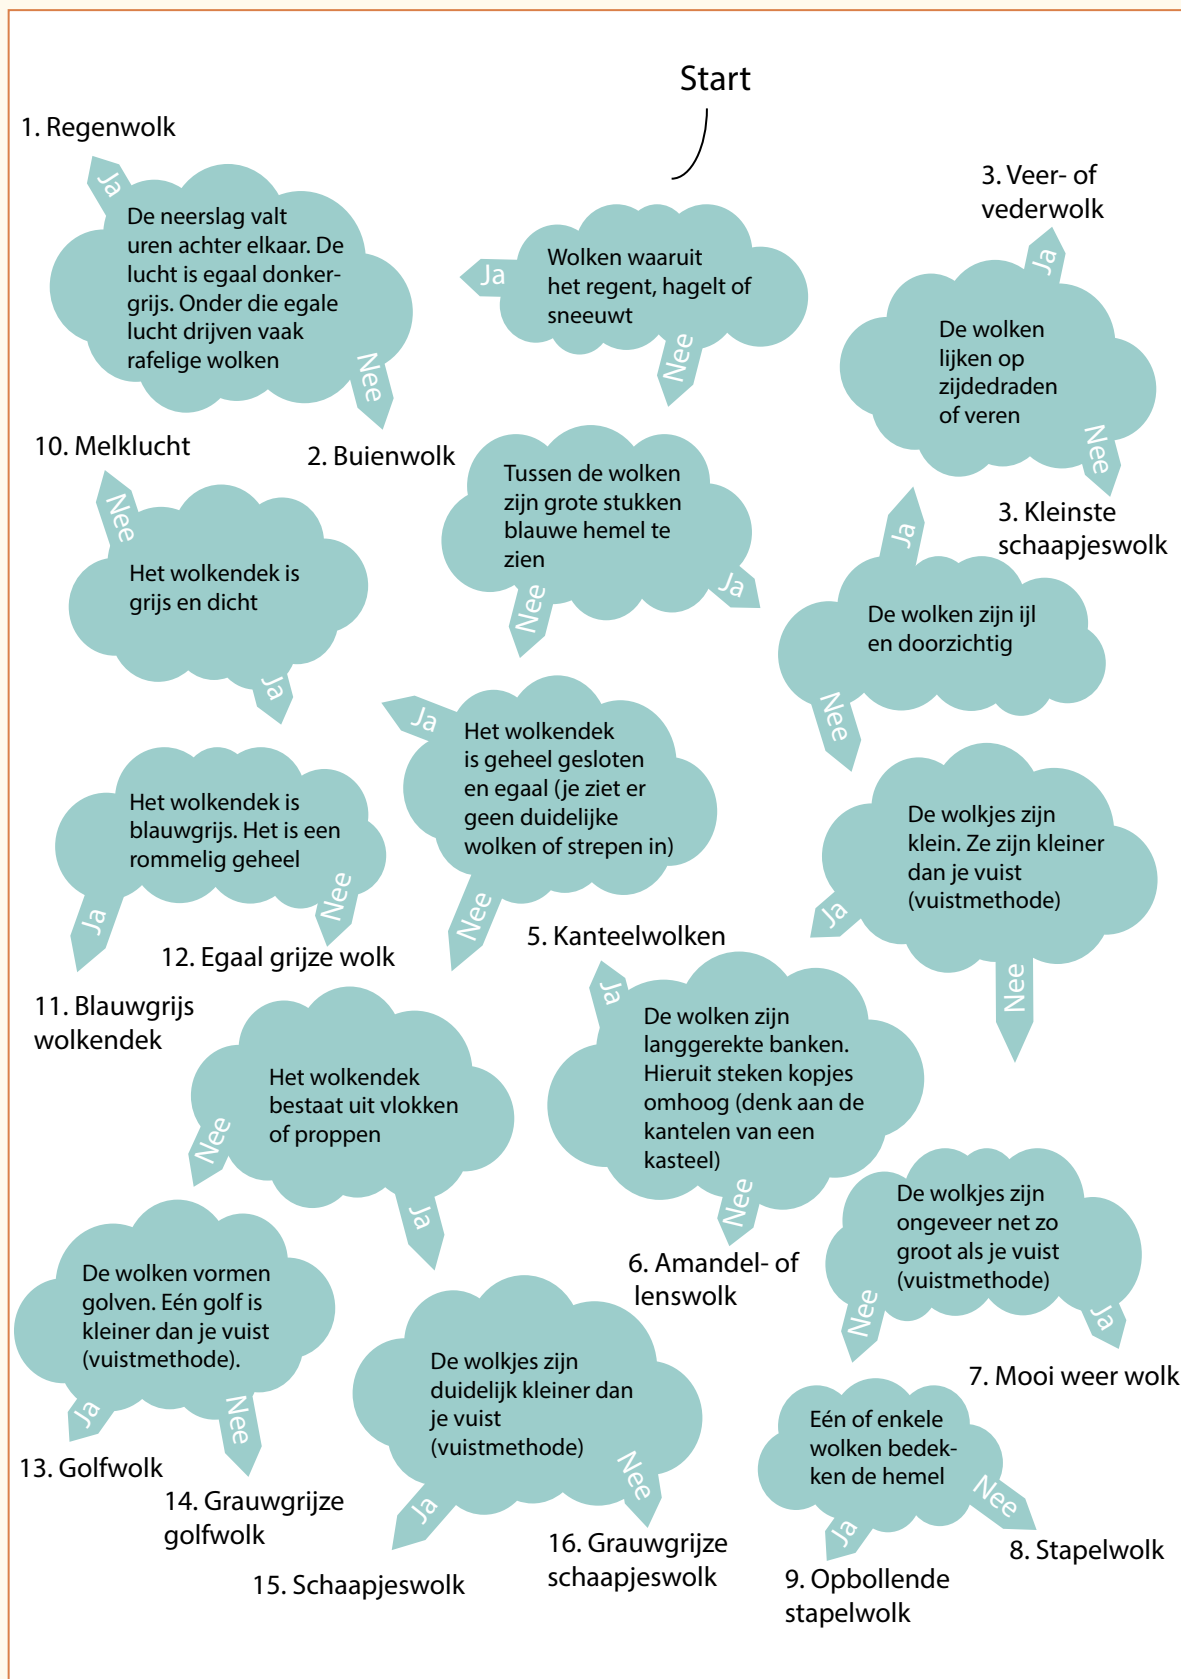 Start
1. Regenwolk
Ja
De neerslag valt
uren achter elkaar. De
lucht is egaal donker-
grijs. Onder die egale
lucht drijven vaak
rafelige wolken
Nee
2. Buienwolk
Wolken waaruit
het regent, hagelt of
sneeuwt
Ja
Nee
3. Veer- of
vederwolk
Ja
De wolken
lijken op
zijdedraden
of veren
Nee
3. Kleinste
schaapjeswolk
10. Melklucht
Nee
Het wolkendek is
grijs en dicht
Ja
Tussen de wolken
zijn grote stukken
blauwe hemel te
zien
Nee
Ja
Ja
De wolken zijn ijl
en doorzichtig
Nee
Ja
Het wolkendek
is geheel gesloten
en egaal (je ziet er
geen duidelijke
wolken of strepen in)
Nee
Het wolkendek is
blauwgrijs. Het is een
rommelig geheel
Ja
Nee
12. Egaal grijze wolk
11. Blauwgrijs
wolkendek
De wolkjes zijn
klein. Ze zijn kleiner
dan je vuist
(vuistmethode)
Ja
Nee
5. Kanteelwolken
Ja
De wolken zijn
langgerekte banken.
Hieruit steken kopjes
omhoog (denk aan de
kantelen van een
kasteel)
Nee
6. Amandel- of
lenswolk
Het wolkendek
bestaat uit vlokken
of proppen
Nee
Ja
De wolkjes zijn
ongeveer net zo
groot als je vuist
(vuistmethode)
Nee
Ja
7. Mooi weer wolk
De wolken vormen
golven. Eén golf is
kleiner dan je vuist
(vuistmethode).
Ja
Nee
13. Golfwolk
14. Grauwgrijze
golfwolk
De wolkjes zijn
duidelijk kleiner dan
je vuist
(vuistmethode)
Ja
Nee
15. Schaapjeswolk
16. Grauwgrijze
schaapjeswolk
Eén of enkele
wolken bedek-
ken de hemel
Ja
Nee
8. Stapelwolk
9. Opbollende
stapelwolk